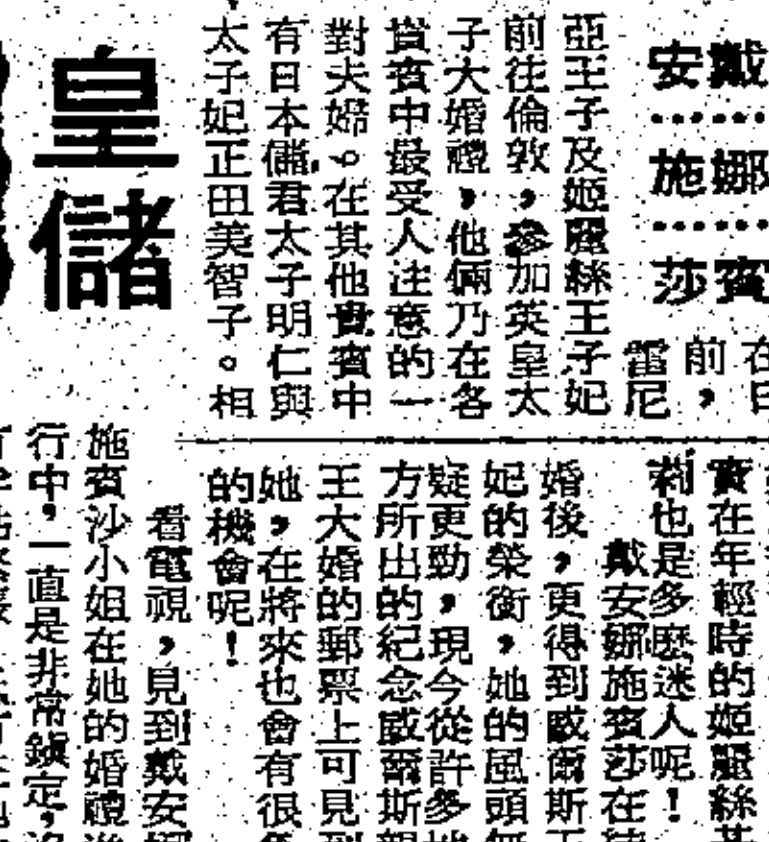 戴……娜……賓
安……施……莎
在日
前，
雷尼
亞王子及姬麗絲王子妃
前往倫敦，參加英皇太
子大婚禮，他倆乃在各
貴賓中最受人注意的一
對夫婦。在其他貴賓中
有日本儲君太子明仁與
太子妃正田美智子。相
皇儲
實在年輕時的姬麗絲
剌也是多麽迷人呢！
戴安娜施賓莎在結
婚後，更得到威爾斯王
妃的榮銜，她的風頭無
疑更勁，現今從許多地
方所出的紀念威爾斯親
王大婚的郵票上可見到
她，在將來也會有很
的機會呢！
看電視，見到戴安娜
施賓沙小姐在她的婚禮進
行中，一直是非常鎮定，沒